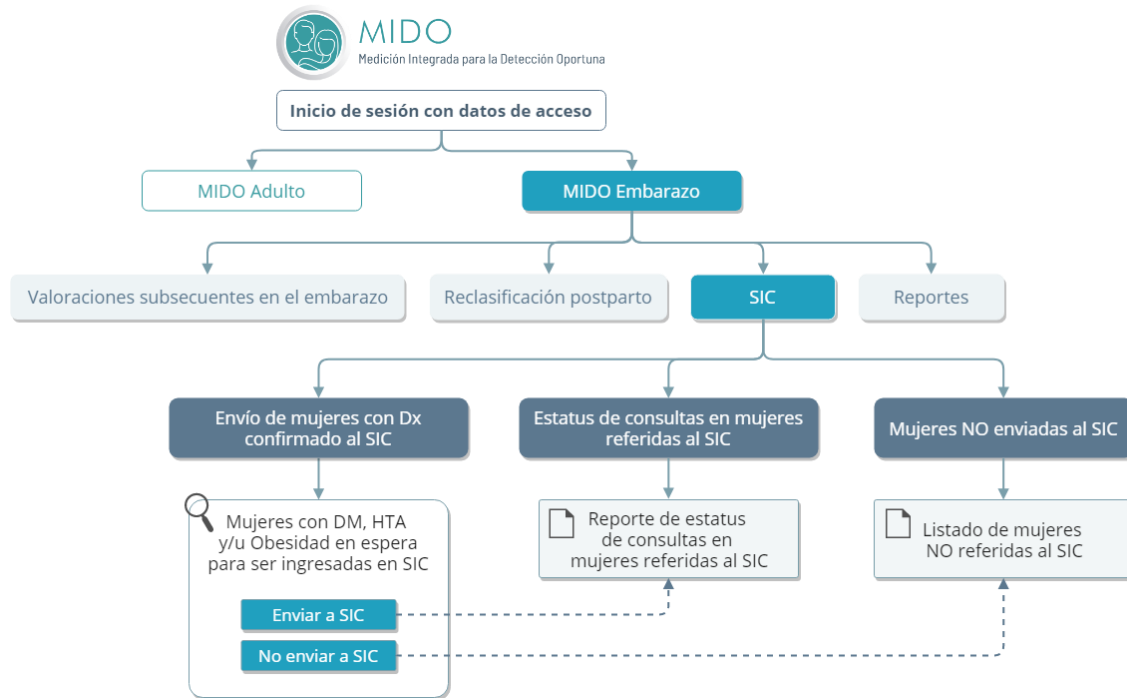 MIDO
Medición Integrada para la Detección Oportuna
Inicio de sesión con datos de acceso
MIDO Adulto
MIDO Embarazo
Valoraciones subsecuentes en el embarazo
Reclasificación postparto
SIC
Reportes
Envío de mujeres con Dx
confirmado al SIC
Estatus de consultas en mujeres
referidas al SIC
Mujeres NO enviadas al SIC
Mujeres con DM, HTA
y/u Obesidad en espera
para ser ingresadas en SIC
Enviar a SIC
No enviar a SIC
Reporte de estatus
de consultas en
mujeres referidas al SIC
Listado de mujeres
NO referidas al SIC